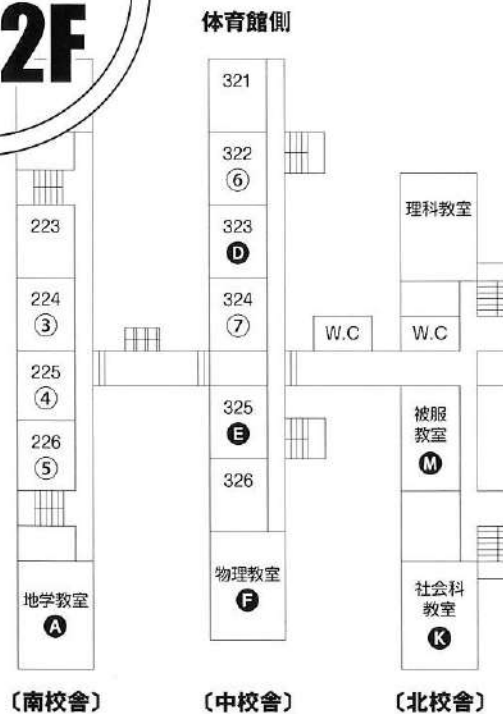 2F
体育館側
223
224
③
225
④
226
⑤
地学教室
A
〔南校舎〕
321
322
⑥
323
D
324
⑦
325
E
326
物理教室
F
〔中校舎〕
W.C
理科教室
W.C
被服
教室
M
社会科
教室
K
〔北校舎〕